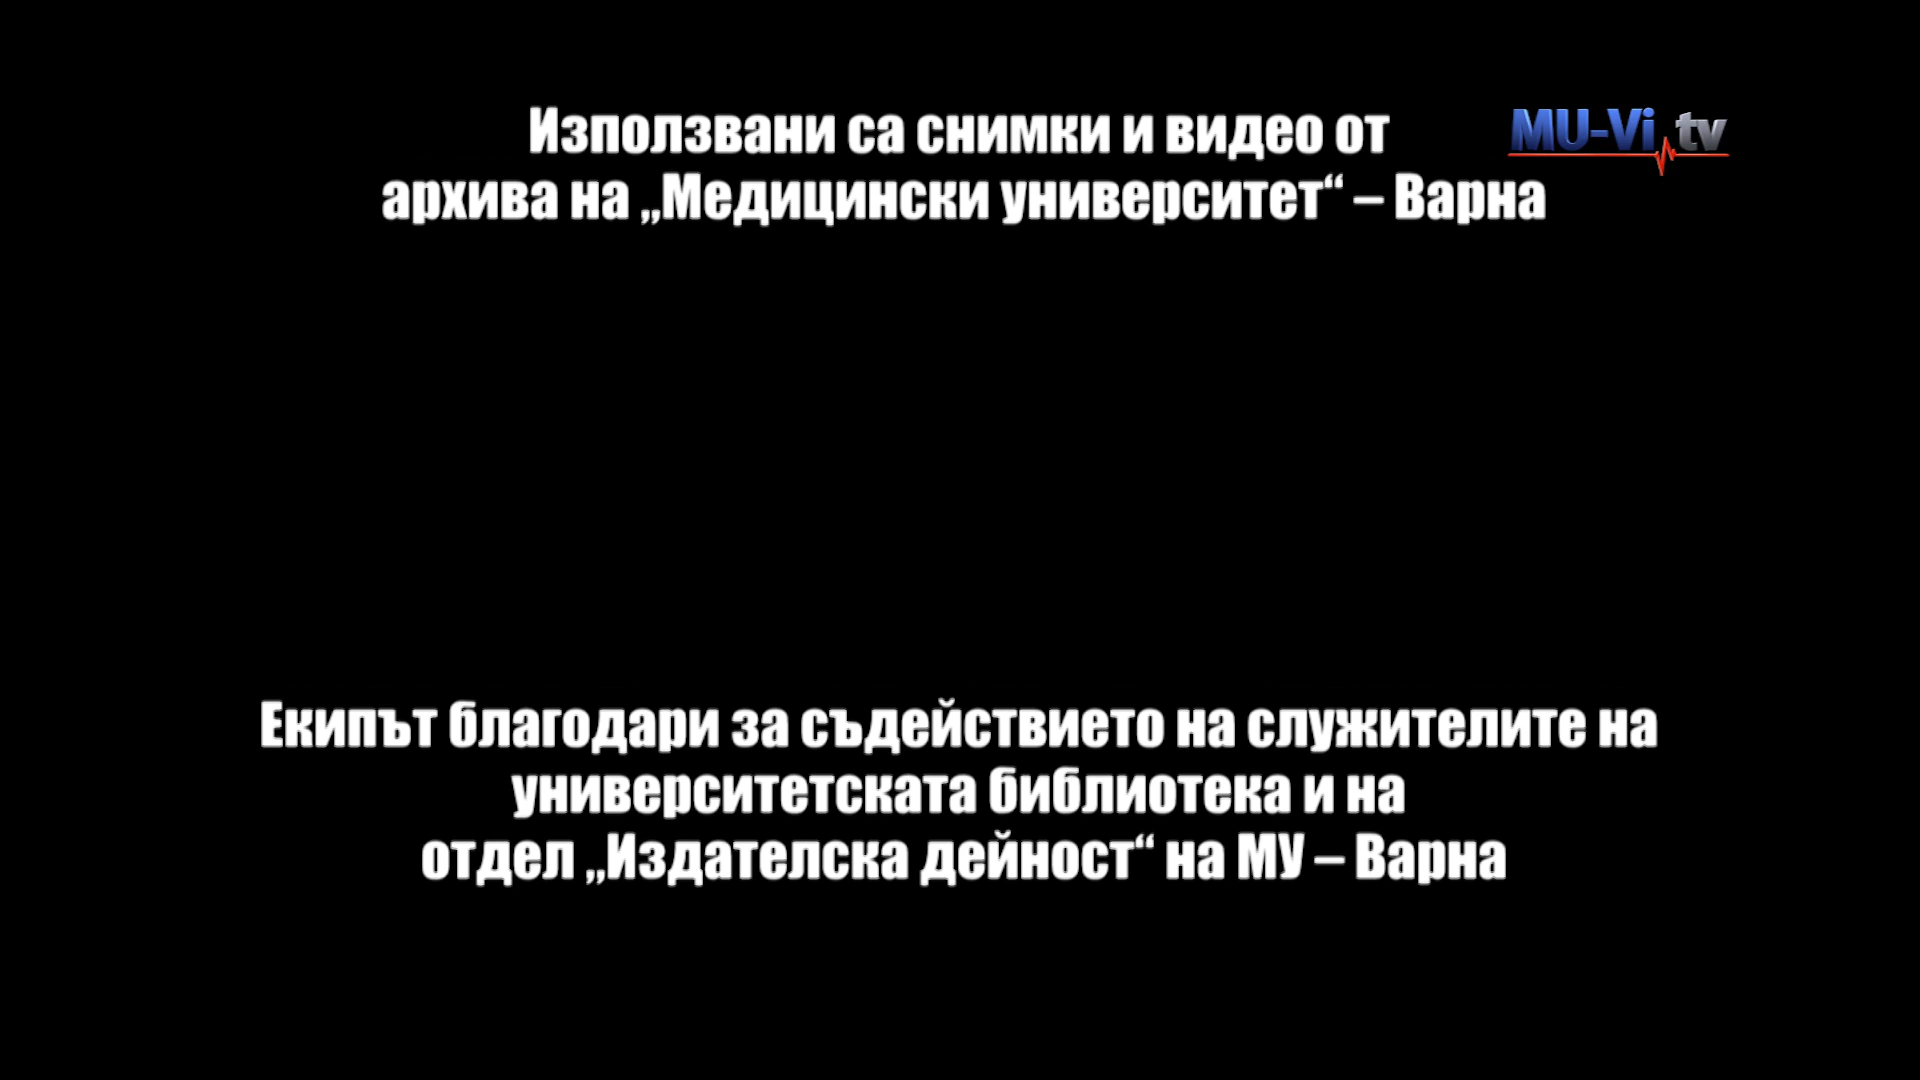 Използвани са снимки и видео от
MU-Vi.tv
архива на „Медицински университет“ – Варна
Екипът благодари за съдействието на служителите на
университетската библиотека и на
отдел „Издателска дейност“ на МУ – Варна